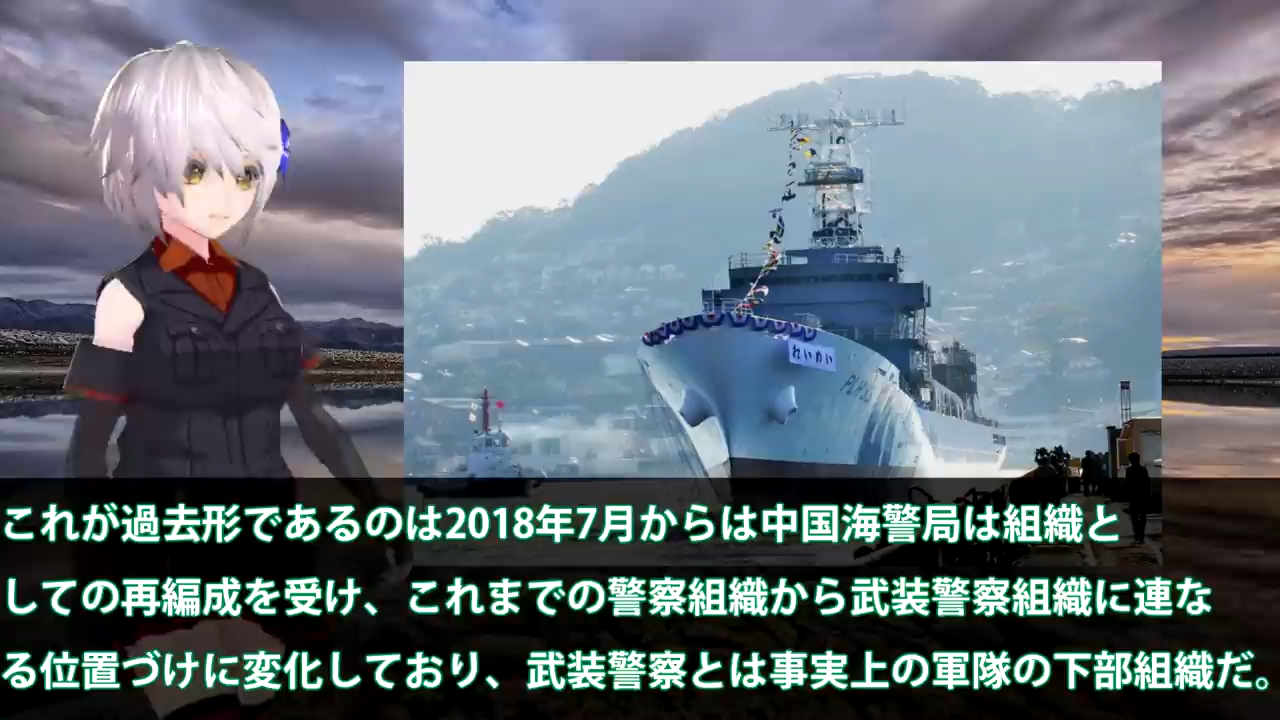 れいめい
これが過去形であるのは2018年7月からは中国海警局は組織と
しての再編成を受け、これまでの警察組織から武装警察組織に連な
る位置づけに変化しており、武装警察とは事実上の軍隊の下部組織だ。